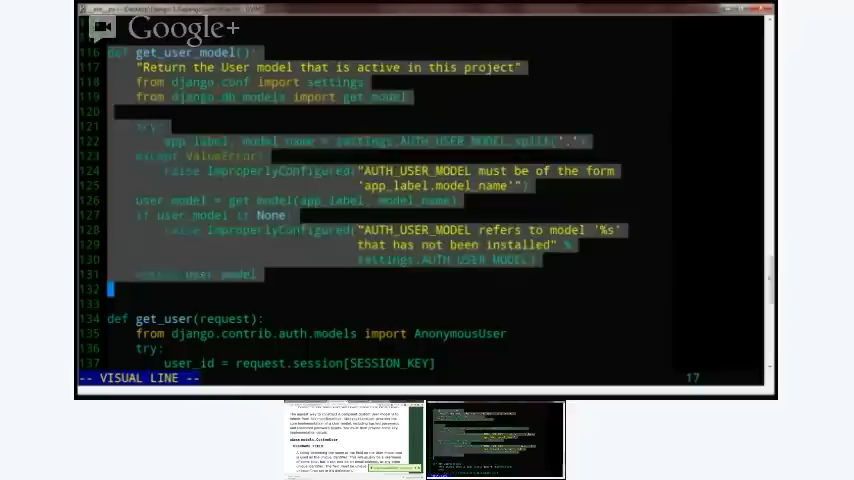 Google+
116 def get_user_model():
117 "Return the User model that is active in this project"
118 from django.conf import settings
119 from django.db.models import get_model
120
121 try:
122 app_label, model_name = settings.AUTH_USER_MODEL.split('.')
123 except ValueError:
124 raise ImproperlyConfigured("AUTH_USER_MODEL must be of the form
125 'app_label.model_name'")
126 user_model = get_model(app_label, model_name)
127 if user_model is None:
128 raise ImproperlyConfigured("AUTH_USER_MODEL refers to model '%s'
129 that has not been installed" %
130 settings.AUTH_USER_MODEL)
131 return user_model
132
133
134 def get_user(request):
135 from django.contrib.auth.models import AnonymousUser
136 try:
137 user_id = request.session[SESSION_KEY]
-- VISUAL LINE -- 17